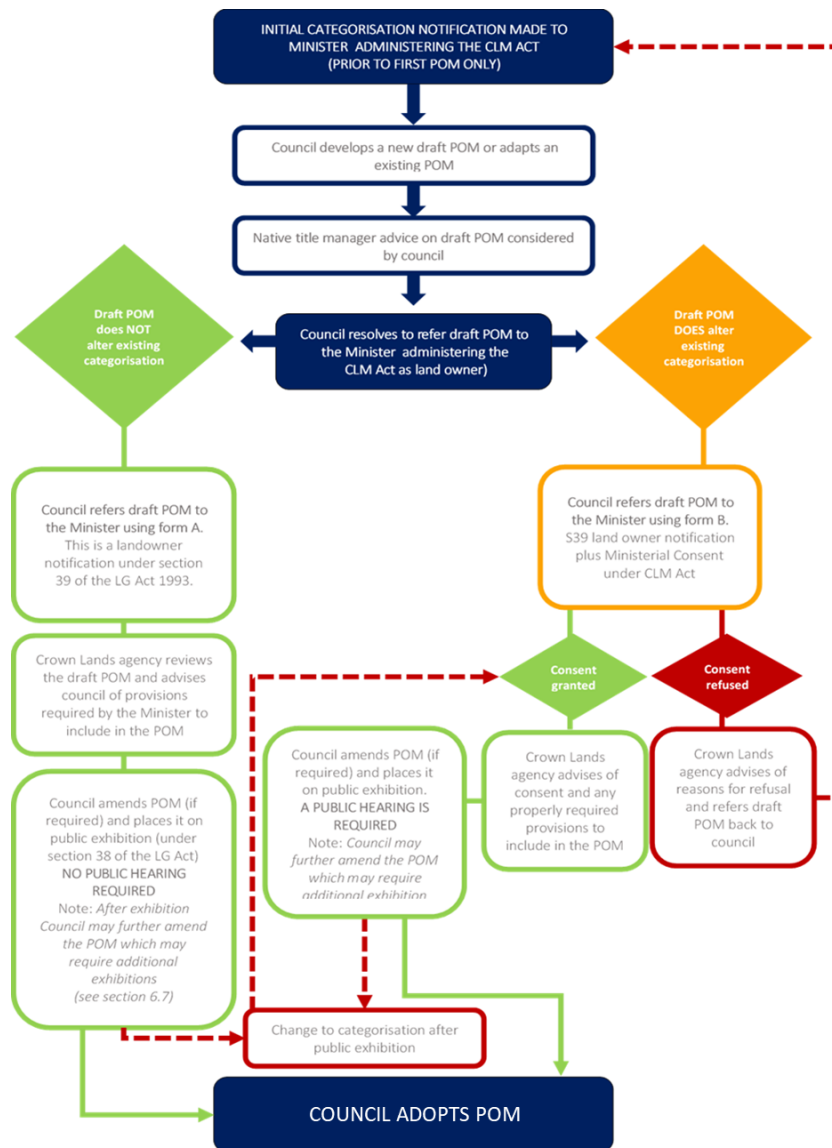 INITIAL CATEGORISATION NOTIFICATION MADE TO
MINISTER ADMINISTERING THE CLM ACT
(PRIOR TO FIRST POM ONLY)
Council develops a new draft POM or adapts an
existing POM
Native title manager advice on draft POM considered
by council
Draft POM
does NOT
alter existing
categorisation
Council resolves to refer draft POM to
the Minister administering the
CLM Act as land owner)
Draft POM
DOES alter
existing
categorisation
Council refers draft POM to
the Minister using form A.
This is a landowner
notification under section
39 of the LG Act 1993.
Council refers draft POM to
the Minister using form B.
S39 land owner notification
plus Ministerial Consent
under CLM Act
Crown Lands agency reviews
the draft POM and advises
council of provisions
required by the Minister to
include in the POM
Consent
granted
Consent
refused
Council amends POM (if
required) and places it on
public exhibition (under
section 38 of the LG Act)
NO PUBLIC HEARING
REQUIRED
Note: After exhibition
Council may further amend
the POM which may
require additional
exhibitions
(see section 6.7)
Council amends POM (if
required) and places it on
public exhibition.
A PUBLIC HEARING IS
REQUIRED
Note: Council may
further amend the POM
which may require
additional exhibition
Crown Lands
agency advises of
consent and any
properly required
provisions to
include in the POM
Crown Lands
agency advises of
reasons for refusal
and refers draft
POM back to
council
Change to categorisation after
public exhibition
COUNCIL ADOPTS POM